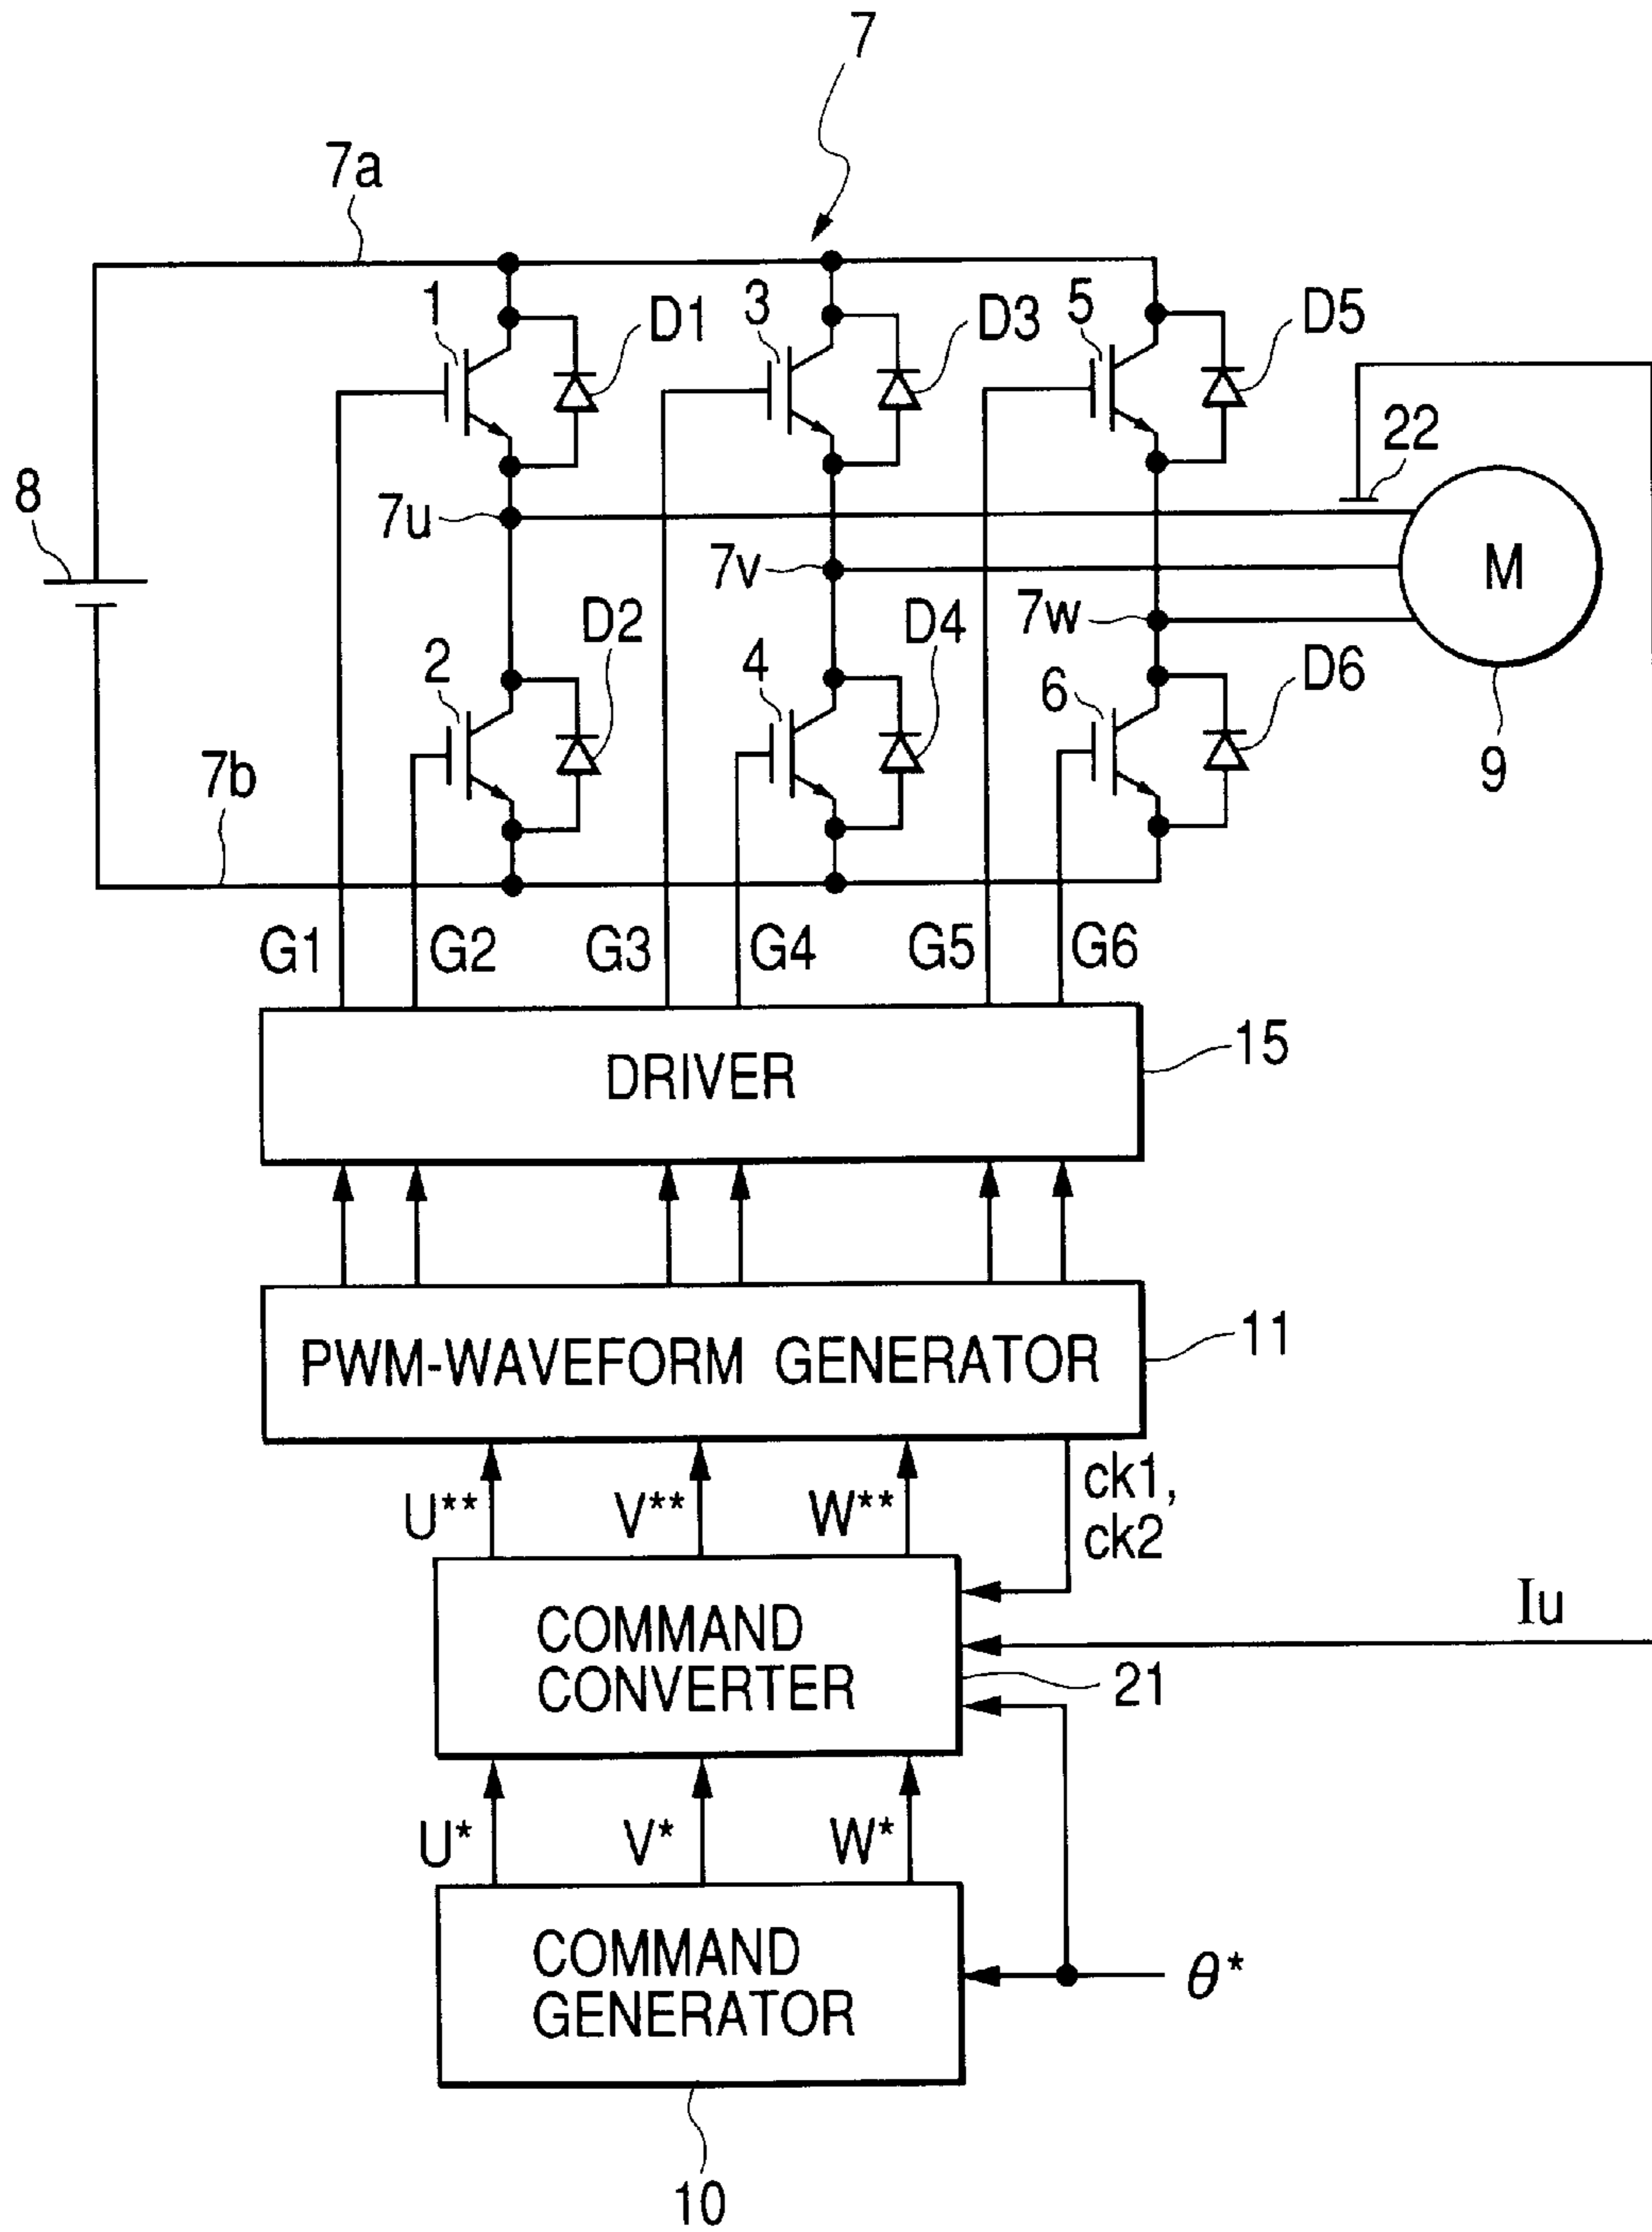 7
7a
1
D1
3
D3
5
D5
22
8
7u
7v
M
7w
D2
D4
D6
2
4
6
9
7b
G1
G2
G3
G4
G5
G6
DRIVER
15
PWM-WAVEFORM GENERATOR
11
U**
V**
W**
ck1,
ck2
COMMAND
CONVERTER
Iu
21
U*
V*
W*
COMMAND
GENERATOR
θ*
10